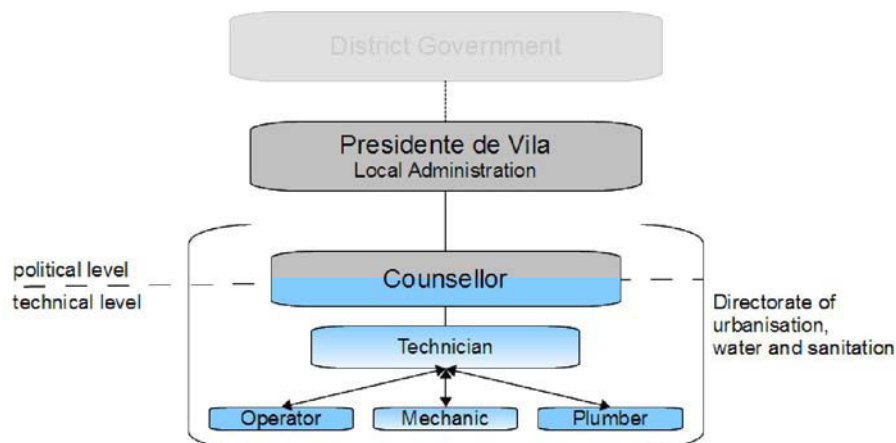 District Government
Presidente de Vila
Local Administration
political level
technical level
Counsellor
Directorate of
urbanisation,
water and sanitation
Technician
Operator
Mechanic
Plumber